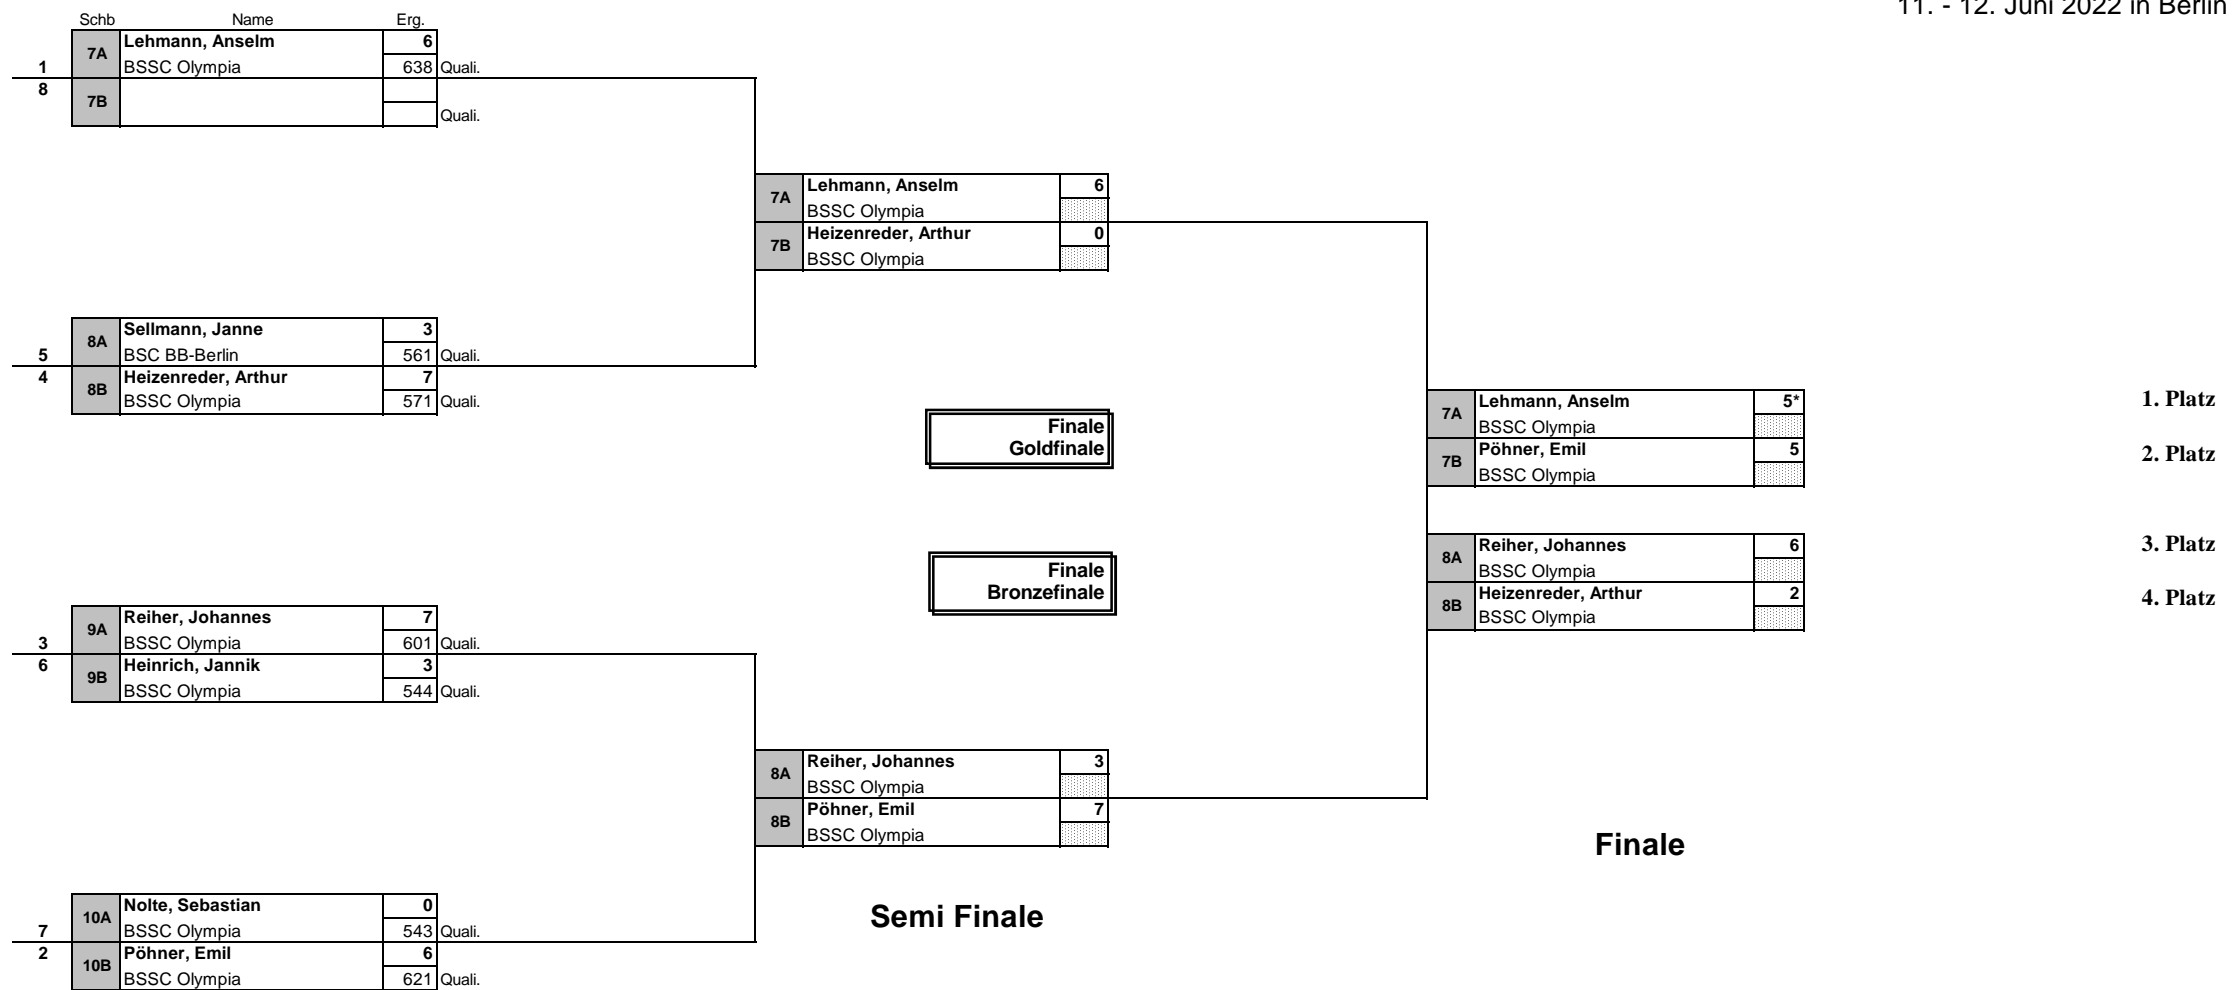 11. - 12. Juni 2022 in Berlin
Schb Name Erg.
7A Lehmann, Anselm 6
1 BSSC Olympia 638 Quali.
8
7B
Quali.
7A Lehmann, Anselm 6
BSSC Olympia
7B Heizenreder, Arthur 0
BSSC Olympia
8A Sellmann, Janne 3
5 BSC BB-Berlin 561 Quali.
4 8B Heizenreder, Arthur 7
BSSC Olympia 571 Quali.
Finale
Goldfinale
7A Lehmann, Anselm 5* 1. Platz
BSSC Olympia
7B Pöhner, Emil 5 2. Platz
BSSC Olympia
Finale
Bronzefinale
8A Reiher, Johannes 6 3. Platz
BSSC Olympia
8B Heizenreder, Arthur 2 4. Platz
BSSC Olympia
9A Reiher, Johannes 7
3 BSSC Olympia 601 Quali.
6 9B Heinrich, Jannik 3
BSSC Olympia 544 Quali.
8A Reiher, Johannes 3
BSSC Olympia
8B Pöhner, Emil 7
BSSC Olympia
Finale
Semi Finale
10A Nolte, Sebastian 0
7 BSSC Olympia 543 Quali.
2 10B Pöhner, Emil 6
BSSC Olympia 621 Quali.